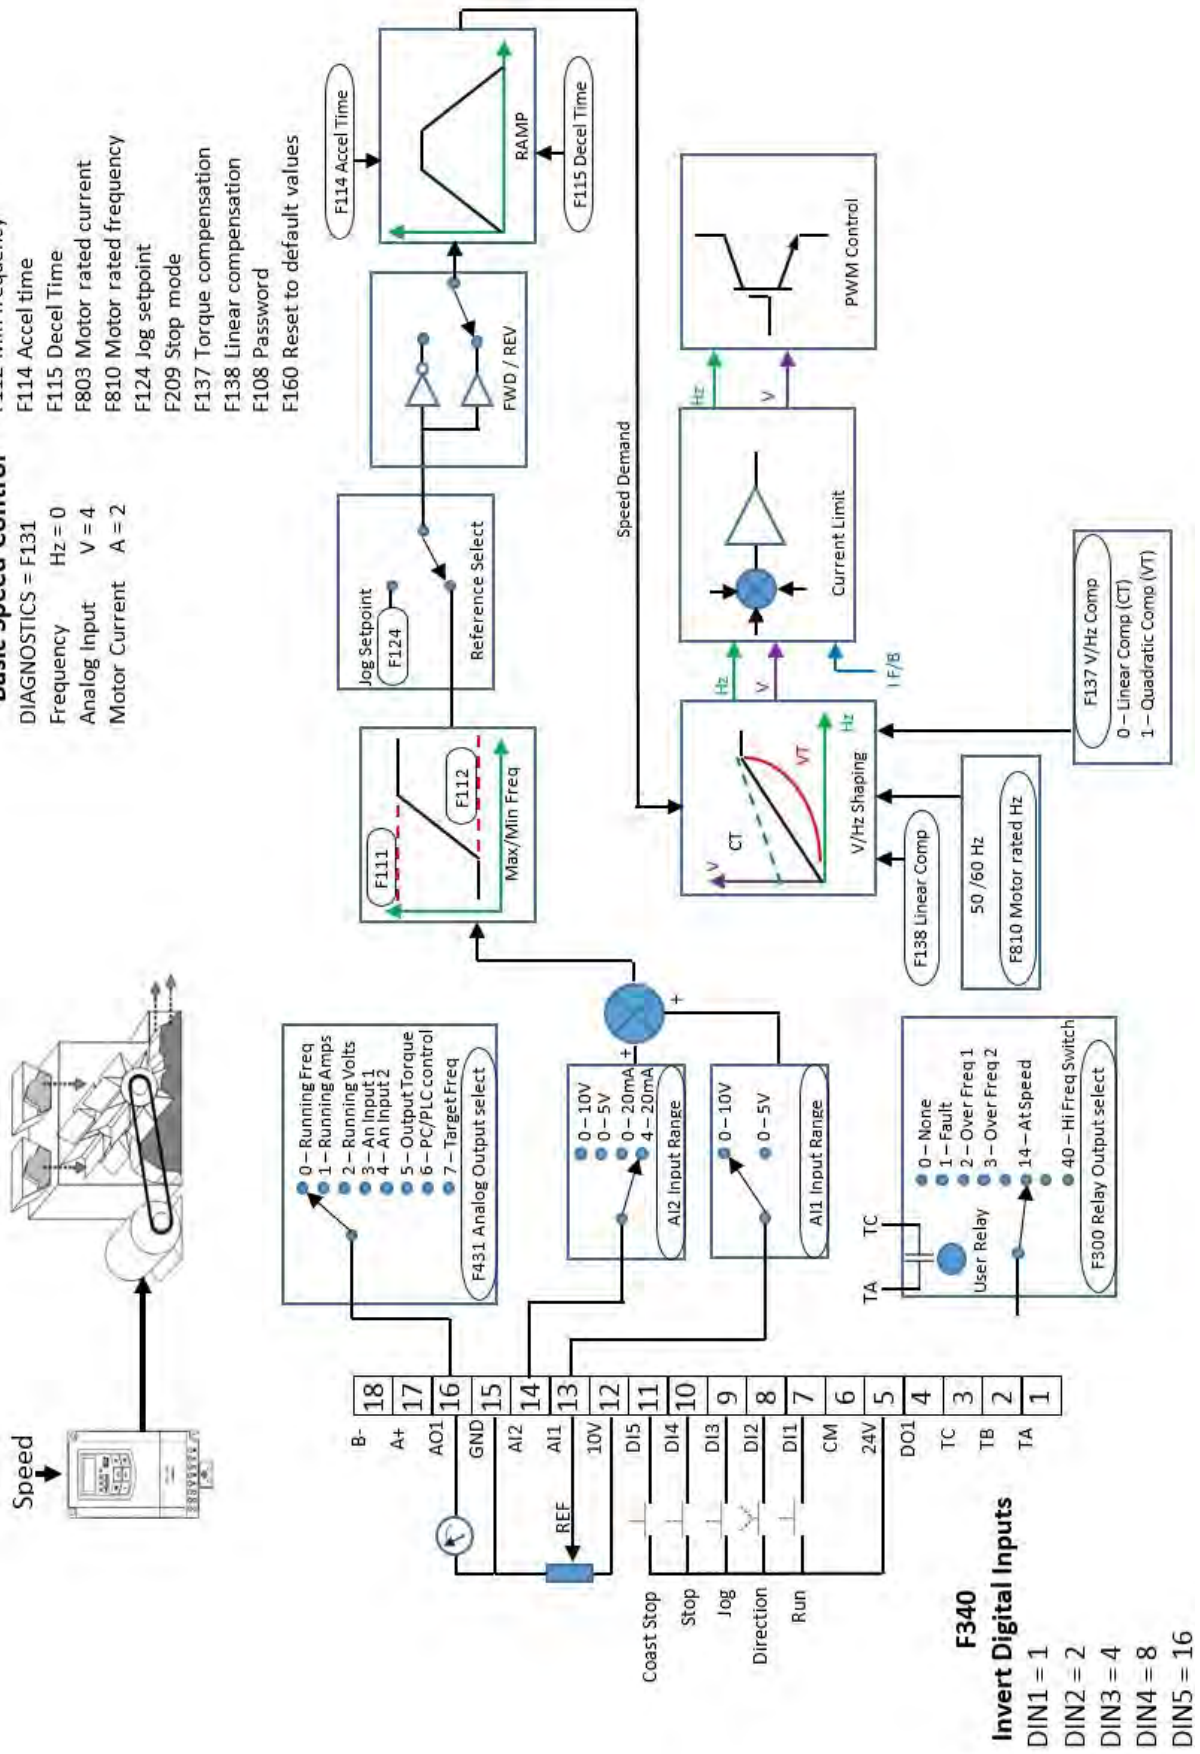 Speed
Basic Speed Control
DIAGNOSTICS = F131
Frequency Hz = 0
Analog Input V = 4
Motor Current A = 2
F112 Min frequency
F114 Accel time
F115 Decel Time
F803 Motor rated current
F810 Motor rated frequency
F124 Jog setpoint
F209 Stop mode
F137 Torque compensation
F138 Linear compensation
F108 Password
F160 Reset to default values
0 – Running Freq
1 – Running Amps
2 – Running Volts
3 – An Input 1
4 – An Input 2
5 – Output Torque
6 – PC/PLC control
7 – Target Freq
F431 Analog Output select
0 – 10V
0 – 5V
0 – 20mA
4 – 20mA
AI2 Input Range
0 – 10V
0 – 5V
AI1 Input Range
+
+
F111
F112
Max/Min Freq
Jog Setpoint
F124
Reference Select
FWD / REV
F114 Accel Time
RAMP
F115 Decel Time
Speed Demand
V
CT
VT
Hz
V/Hz Shaping
Hz
V
I F/B
Current Limit
Hz
V
PWM Control
F138 Linear Comp
50 /60 Hz
F810 Motor rated Hz
F137 V/Hz Comp
0 – Linear Comp (CT)
1 – Quadratic Comp (VT)
TA
TC
User Relay
0 – None
1 – Fault
2 – Over Freq 1
3 – Over Freq 2
14 – At Speed
40 – Hi Freq Switch
F300 Relay Output select
B- 18
A+ 17
AO1 16
GND 15
AI2 14
AI1 13
10V 12
DI5 11
DI4 10
DI3 9
DI2 8
DI1 7
CM 6
24V 5
DO1 4
TC 3
TB 2
TA 1
REF
Coast Stop
Stop
Jog
Direction
Run
F340
Invert Digital Inputs
DIN1 = 1
DIN2 = 2
DIN3 = 4
DIN4 = 8
DIN5 = 16